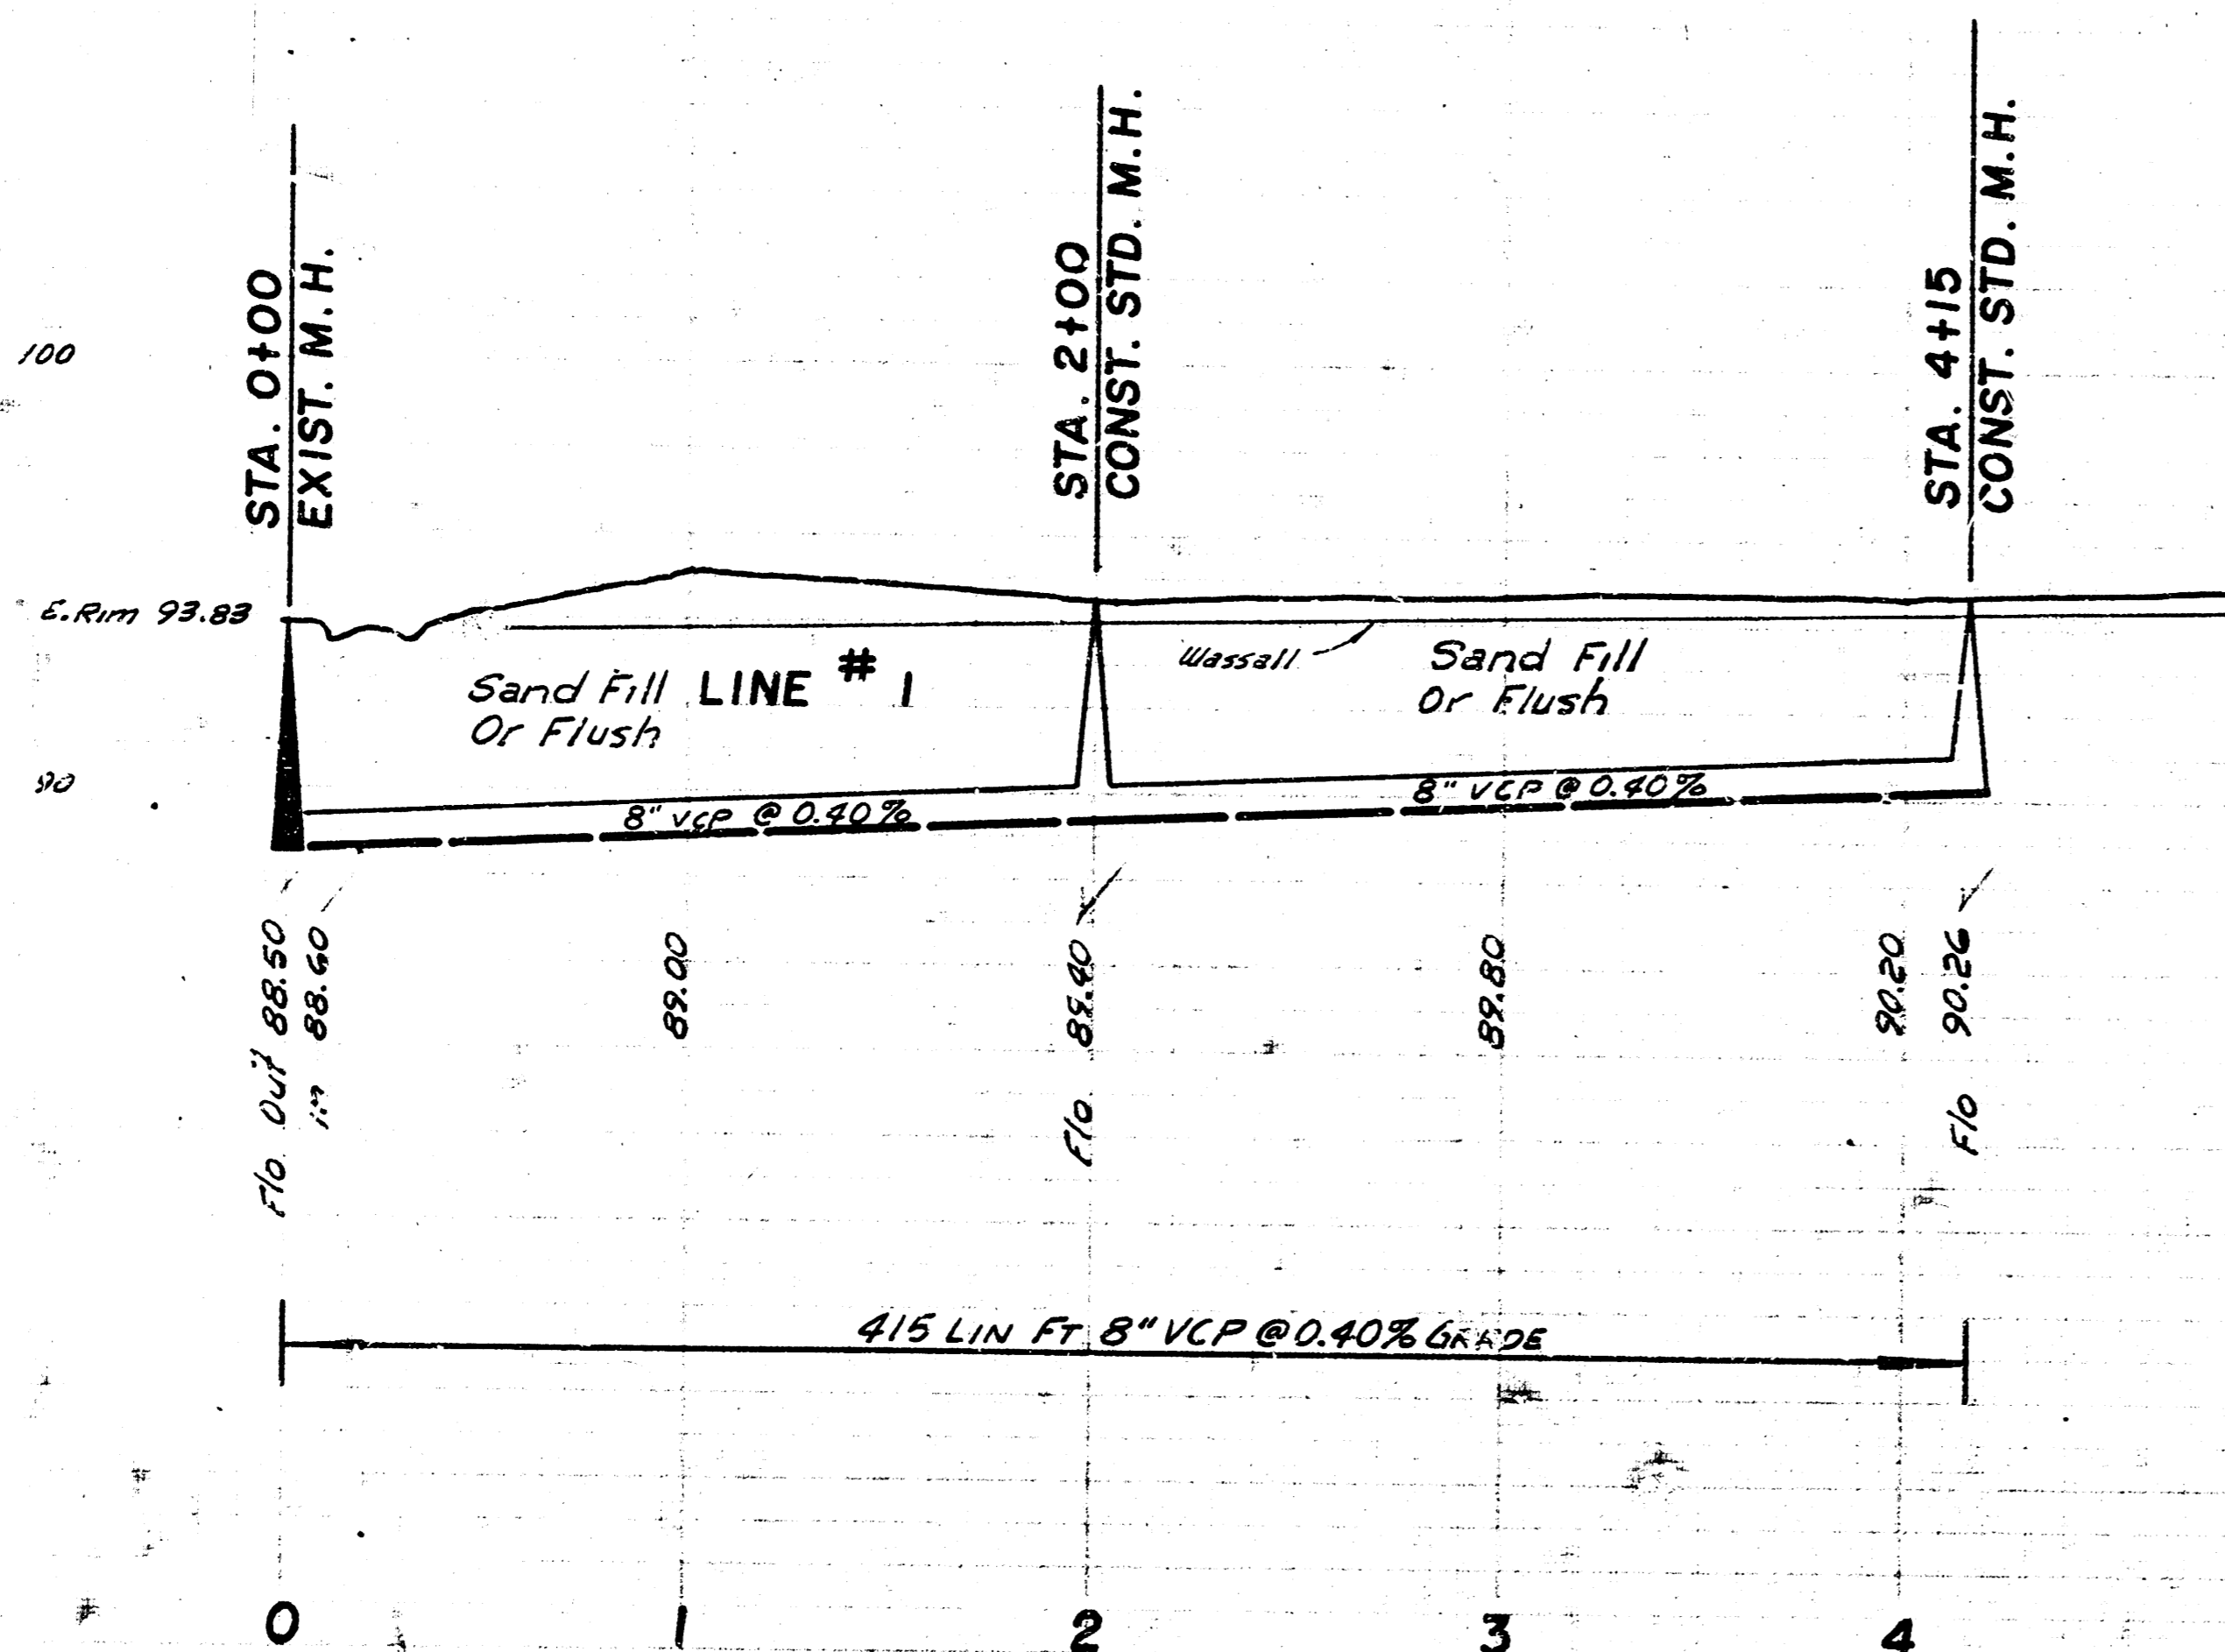 STA. 0+00
EXIST. M.H.
STA. 2+00
CONST. STD. M.H.
STA. 4+15
CONST. STD. M.H.
100
E.Rim 93.83
90
Sand Fill
Or Flush
LINE # 1
Wassall
Sand Fill
Or Flush
8" VCP @ 0.40%
8" VCP @ 0.40%
Flo Out 88.50
in 88.60
89.00
Flo 89.40
89.80
90.20
Flo 90.26
415 LIN FT 8" VCP @ 0.40% GRADE
0 1 2 3 4